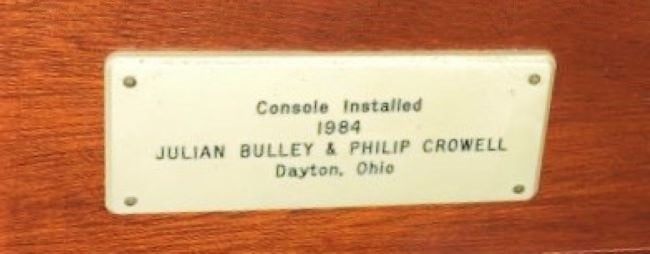 Console Installed
1984
JULIAN BULLEY & PHILIP CROWELL
Dayton, Ohio